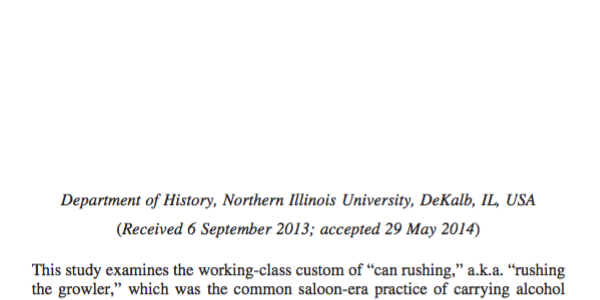 Department of History, Northern Illinois University, DeKalb, IL, USA
(Received 6 September 2013; accepted 29 May 2014)
This study examines the working-class custom of “can rushing,” a.k.a. “rushing
the growler,” which was the common saloon-era practice of carrying alcohol